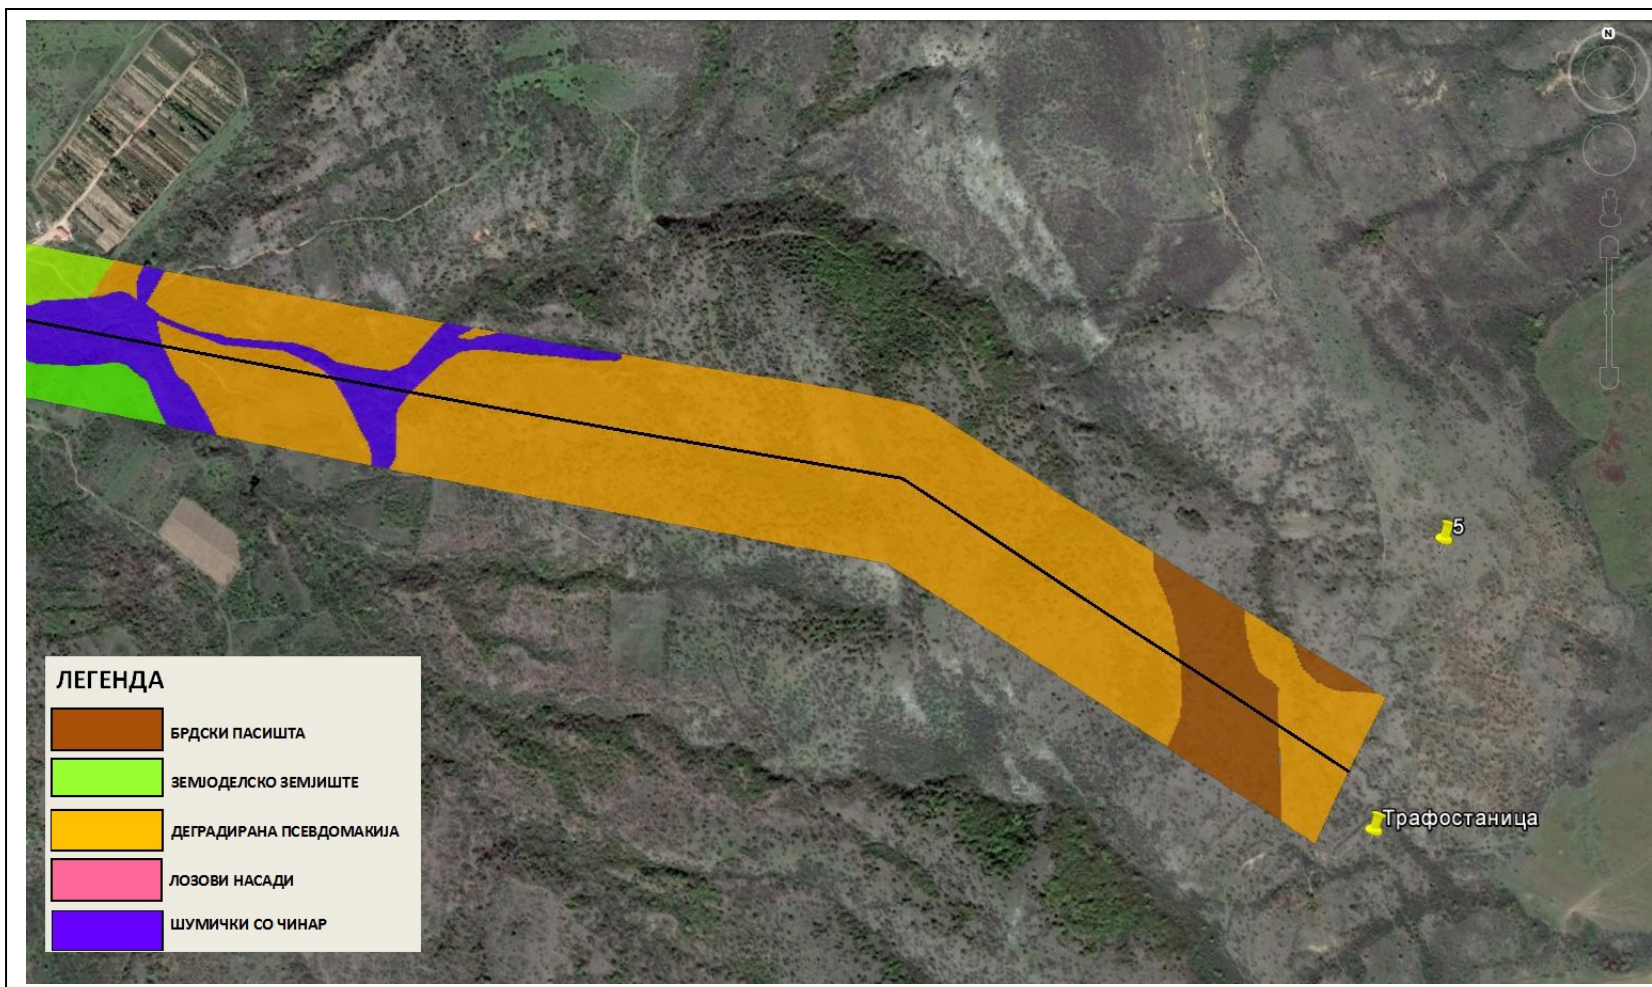 N
5
Трафостаница
ЛЕГЕНДА
БРДСКИ ПАСИШТА
ЗЕМЈОДЕЛСКО ЗЕМЈИШТЕ
ДЕГРАДИРАНА ПСЕВДОМАКИЈА
ЛОЗОВИ НАСАДИ
ШУМИЧКИ СО ЧИНАР